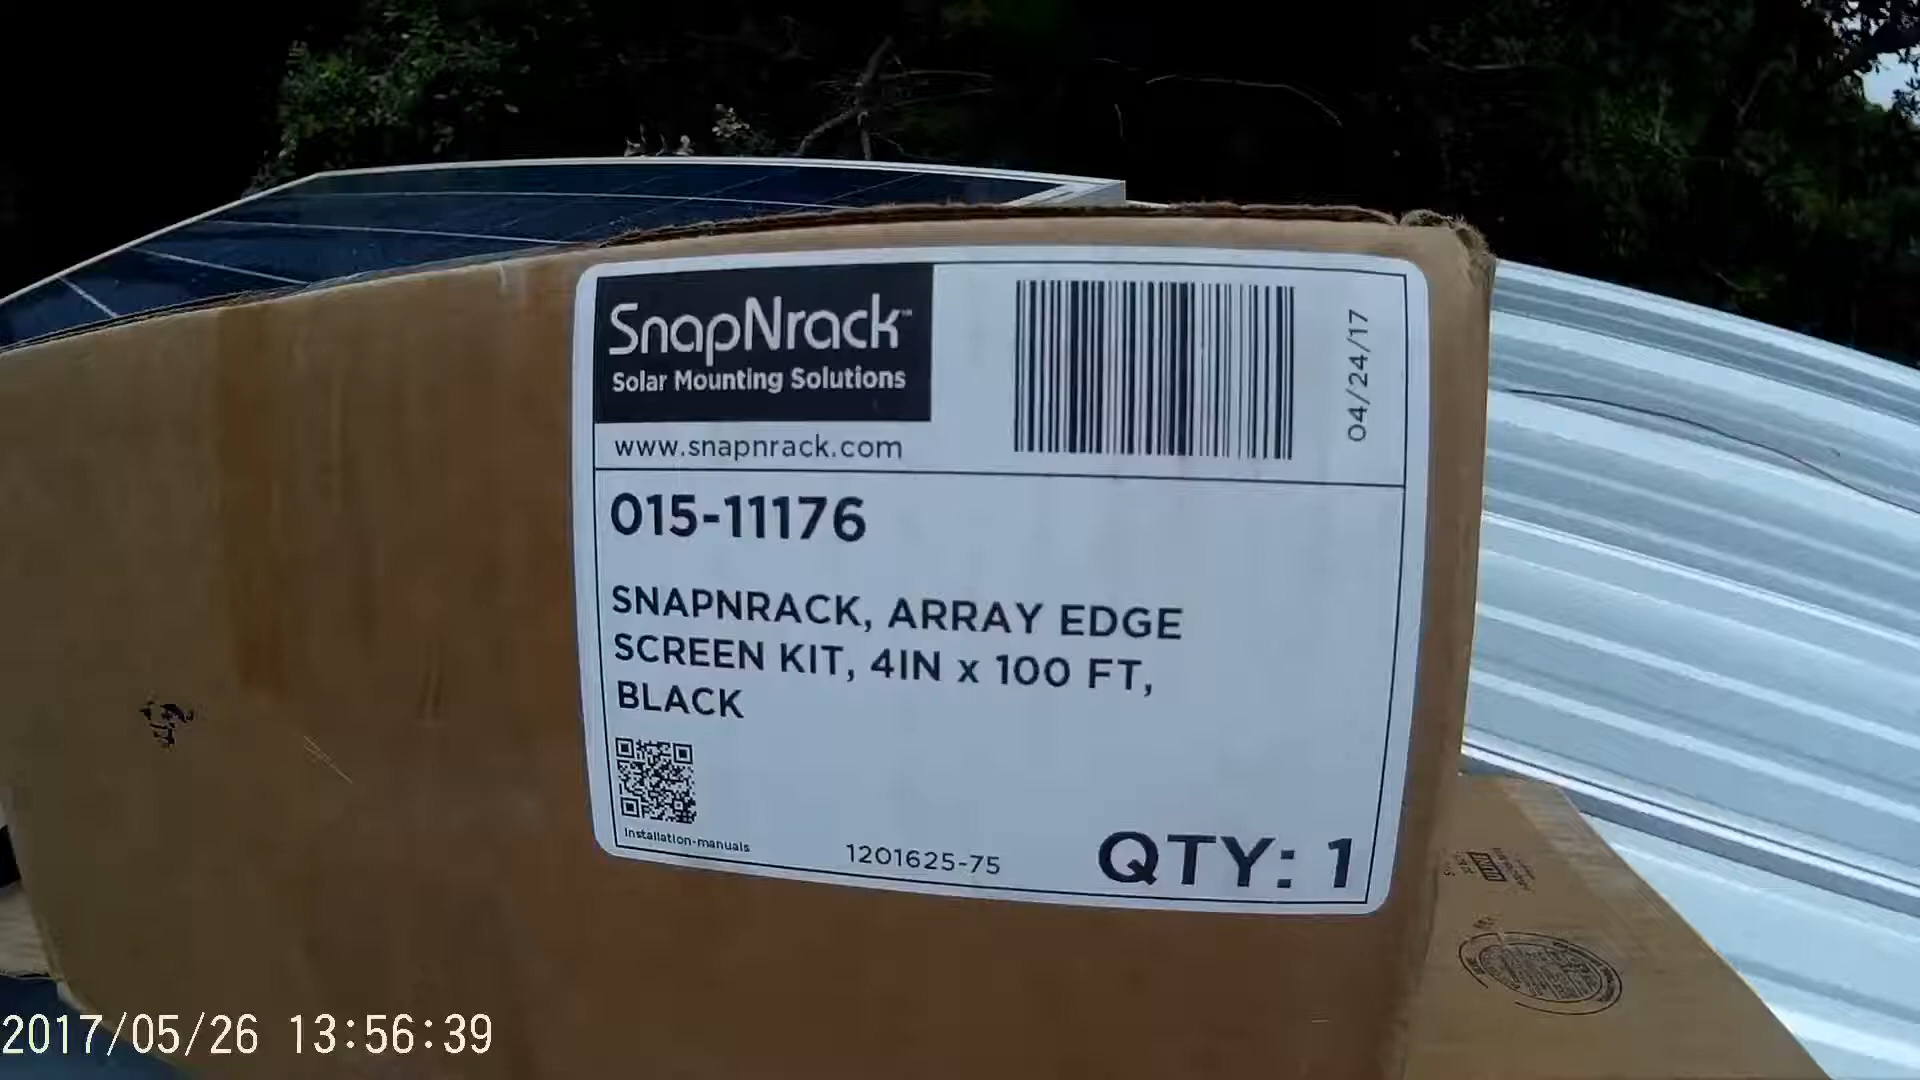 SnapNrack™
Solar Mounting Solutions
www.snapnrack.com
04/24/17
015-11176
SNAPNRACK, ARRAY EDGE
SCREEN KIT, 4IN x 100 FT,
BLACK
Installation-manuals
1201625-75
QTY: 1
2017/05/26 13:56:39